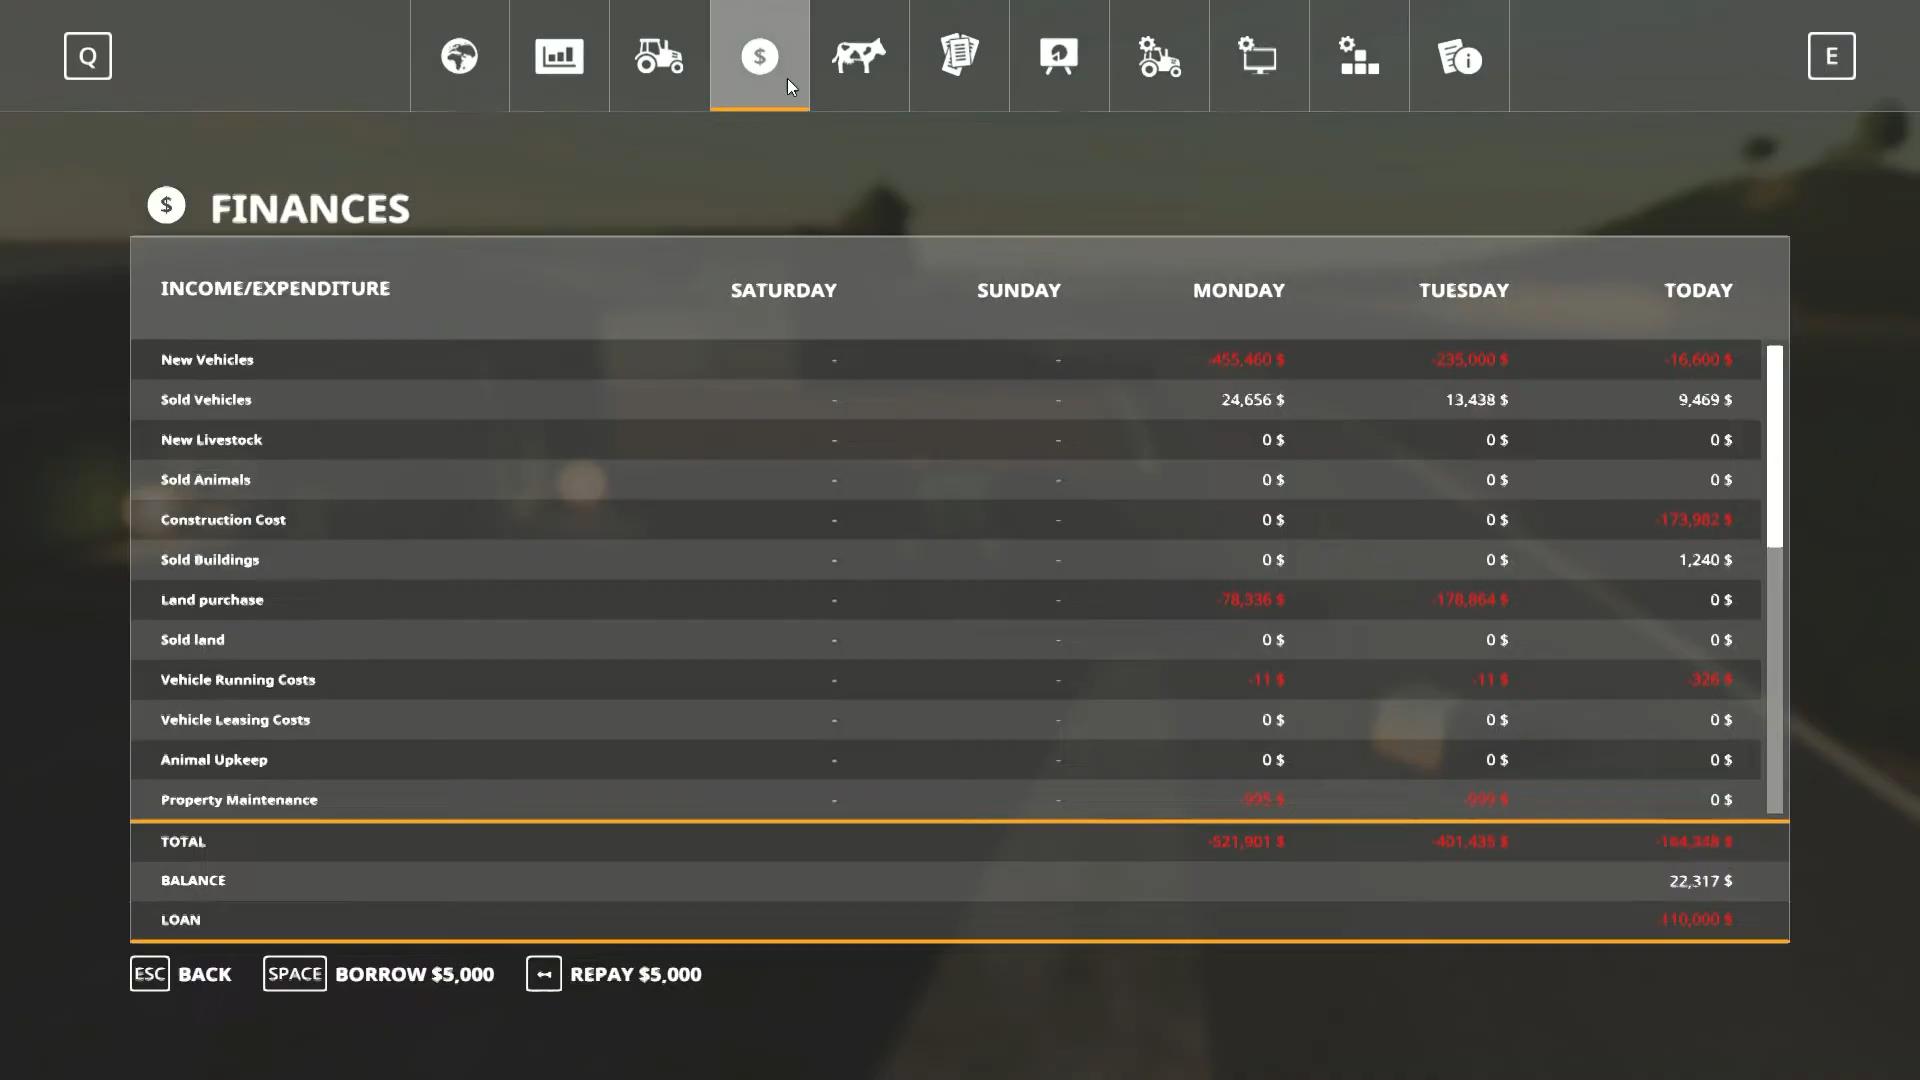 Q
E
FINANCES
INCOME/EXPENDITURE SATURDAY SUNDAY MONDAY TUESDAY TODAY
New Vehicles - - -455,460 $ -235,000 $ -16,600 $
Sold Vehicles - - 24,656 $ 13,438 $ 9,469 $
New Livestock - - 0 $ 0 $ 0 $
Sold Animals - - 0 $ 0 $ 0 $
Construction Cost - - 0 $ 0 $ -173,982 $
Sold Buildings - - 0 $ 0 $ 1,240 $
Land purchase - - -78,336 $ -178,864 $ 0 $
Sold land - - 0 $ 0 $ 0 $
Vehicle Running Costs - - -11 $ -11 $ -326 $
Vehicle Leasing Costs - - 0 $ 0 $ 0 $
Animal Upkeep - - 0 $ 0 $ 0 $
Property Maintenance - - -995 $ -999 $ 0 $
TOTAL -521,901 $ -401,435 $ -164,348 $
BALANCE 22,317 $
LOAN -110,000 $
ESC BACK SPACE BORROW $5,000 REPAY $5,000